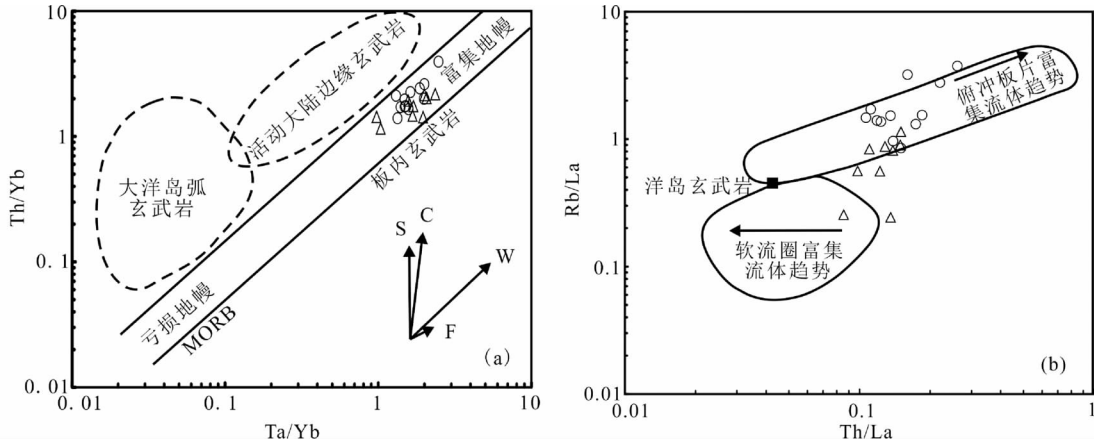 10
1
0.1
0.01
Th/Yb
0.01
0.1
1
10
Ta/Yb
活动大陆边缘玄武岩
大洋岛弧
玄武岩
富集地幔
板内玄武岩
亏损地幔
MORB
S
C
W
F
(a)
10
1
0.1
0.01
Rb/La
0.01
0.1
1
Th/La
俯冲板片富
集流体趋势
洋岛玄武岩
软流圈富集
流体趋势
(b)